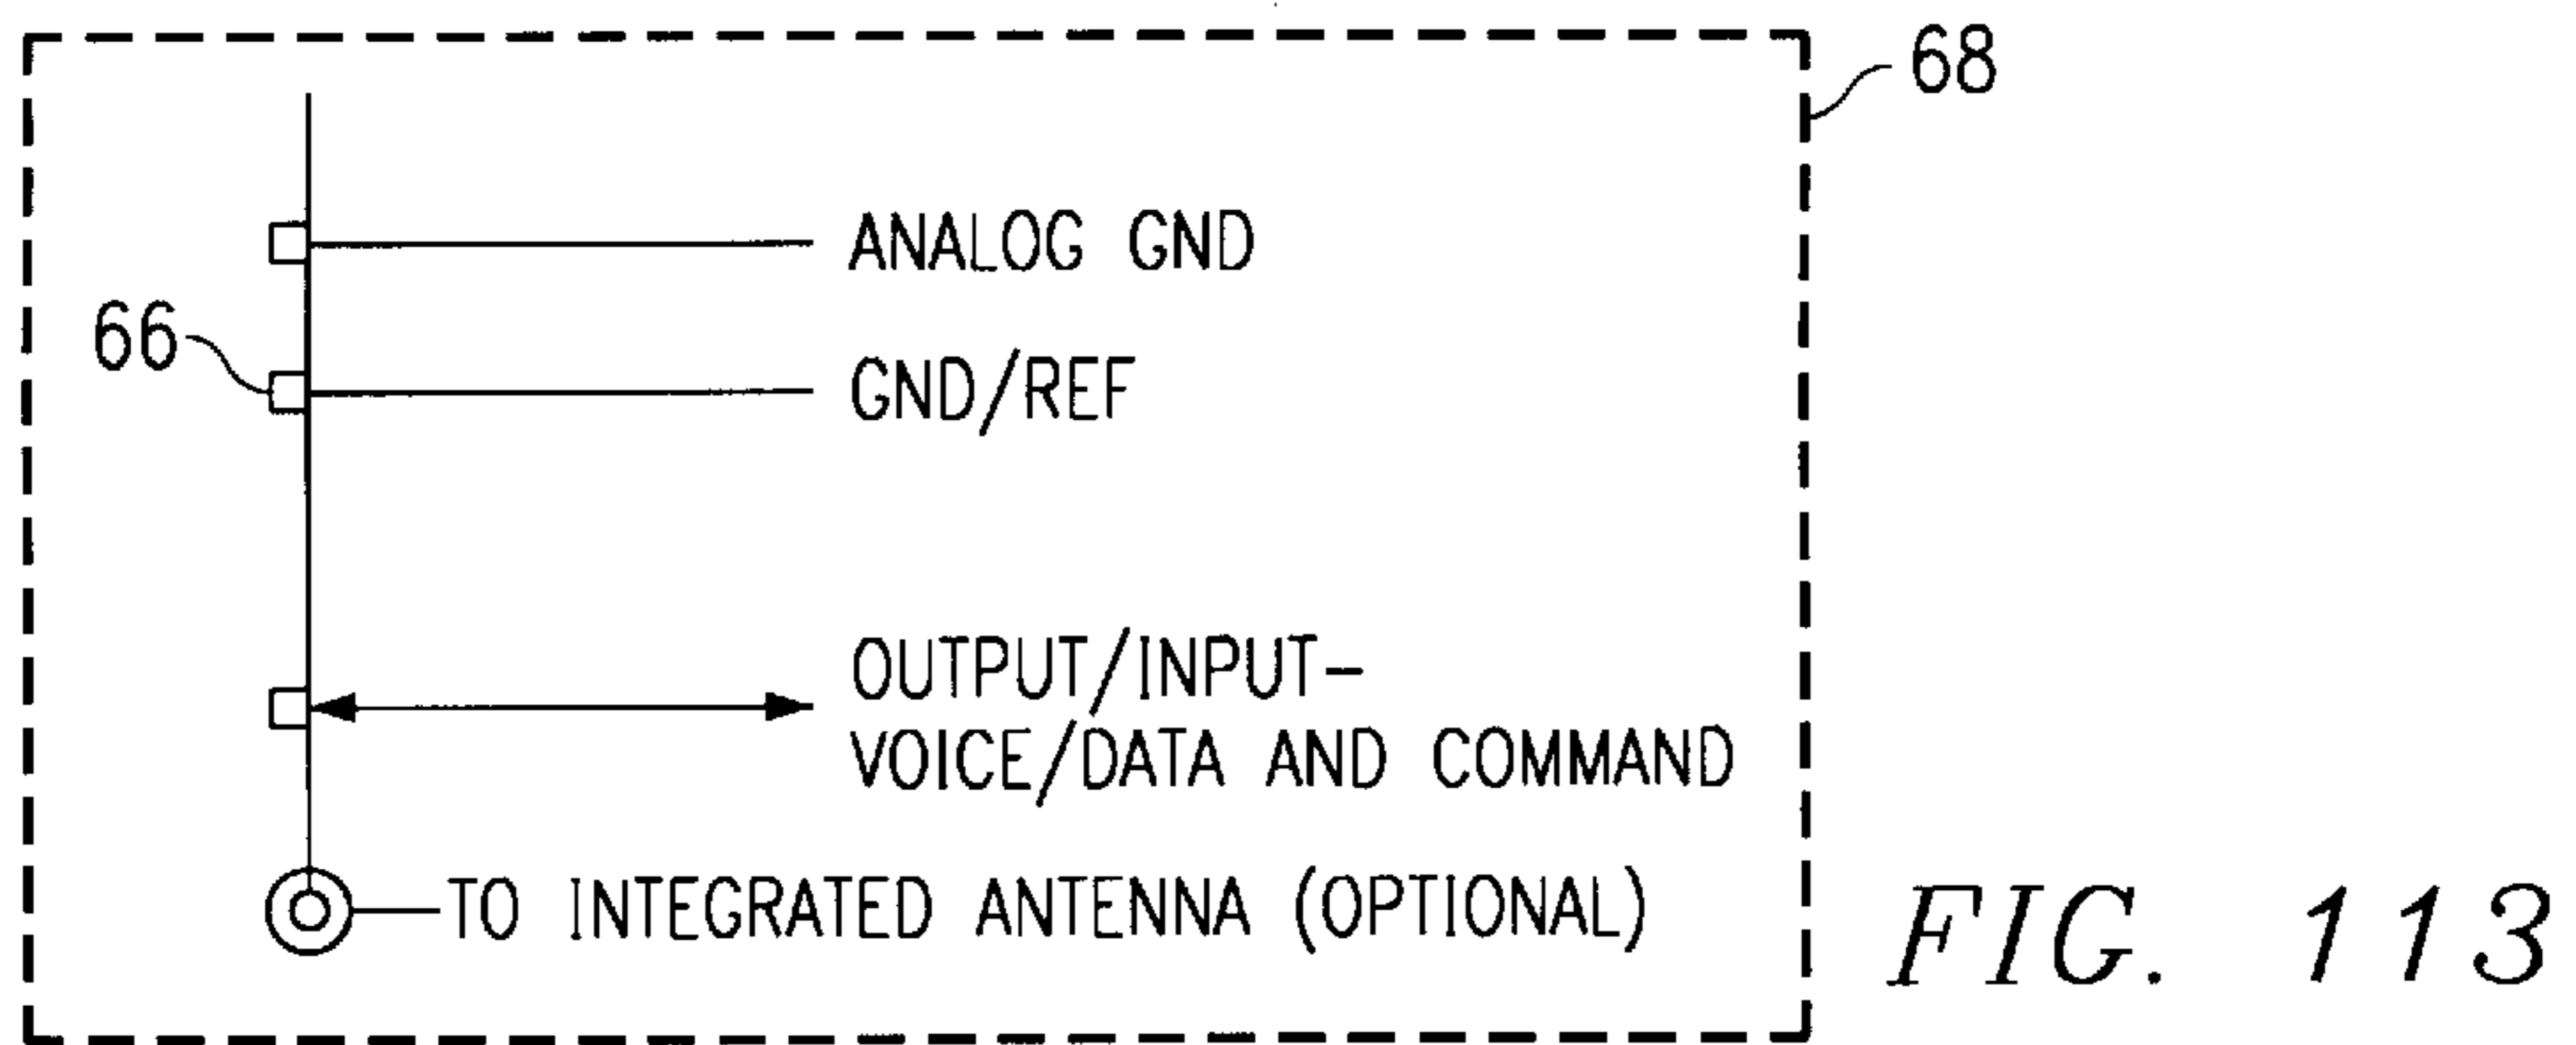 68
ANALOG GND
66
GND/REF
OUTPUT/INPUT-
VOICE/DATA AND COMMAND
TO INTEGRATED ANTENNA (OPTIONAL)
FIG. 113